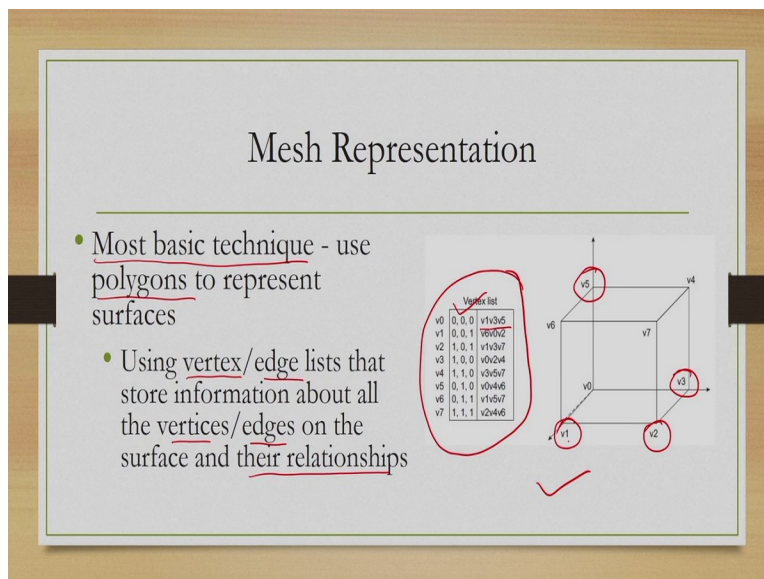 Mesh Representation
• Most basic technique - use
polygons to represent
surfaces
• Using vertex/edge lists that
store information about all
the vertices/edges on the
surface and their relationships
Vertex list
v0 0, 0, 0 v1v3v5
v1 0, 0, 1 v6v0v2
v2 1, 0, 1 v1v3v7
v3 1, 0, 0 v0v2v4
v4 1, 1, 0 v3v5v7
v5 0, 1, 0 v0v4v6
v6 0, 1, 1 v1v5v7
v7 1, 1, 1 v2v4v6
v5
v4
v6
v7
v0
v3
v1
v2